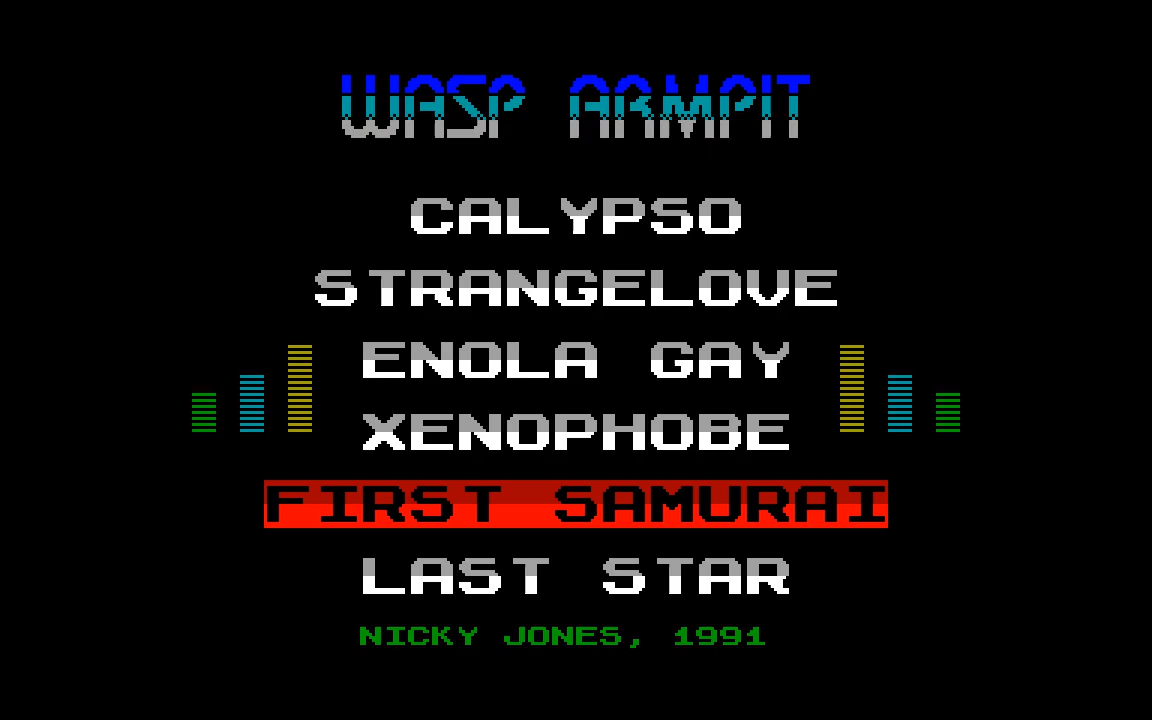 WASP ARMPIT
CALYPSO
STRANGELOVE
ENOLA GAY
XENOPHOBE
FIRST SAMURAI
LAST STAR
NICKY JONES, 1991